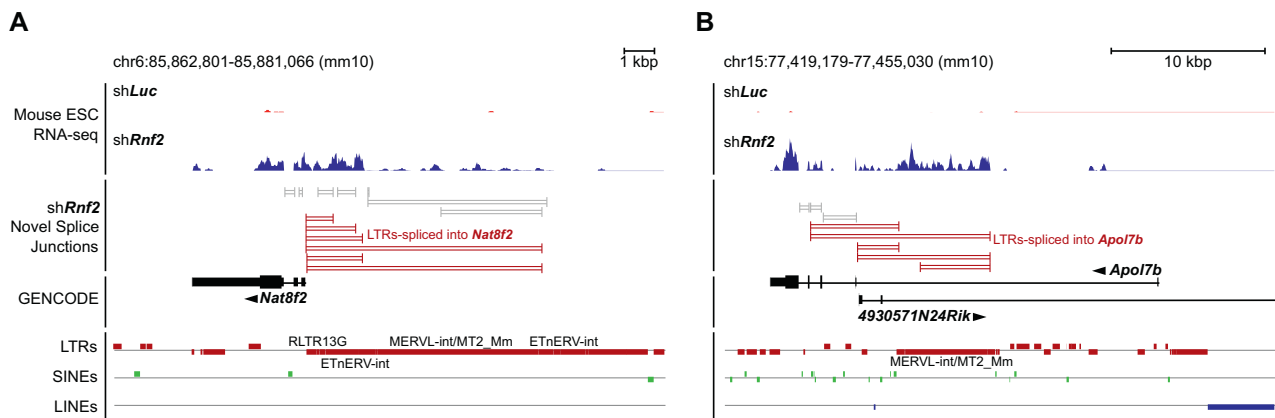 A
chr6:85,862,801-85,881,066 (mm10)
1 kbp
shLuc
Mouse ESC
RNA-seq
shRnf2
shRnf2
Novel Splice
Junctions
LTRs-spliced into Nat8f2
GENCODE
Nat8f2
LTRs
RLTR13G
MERVL-int/MT2_Mm
ETnERV-int
ETnERV-int
SINEs
LINEs
B
chr15:77,419,179-77,455,030 (mm10)
10 kbp
shLuc
shRnf2
LTRs-spliced into Apol7b
Apol7b
4930571N24Rik
MERVL-int/MT2_Mm